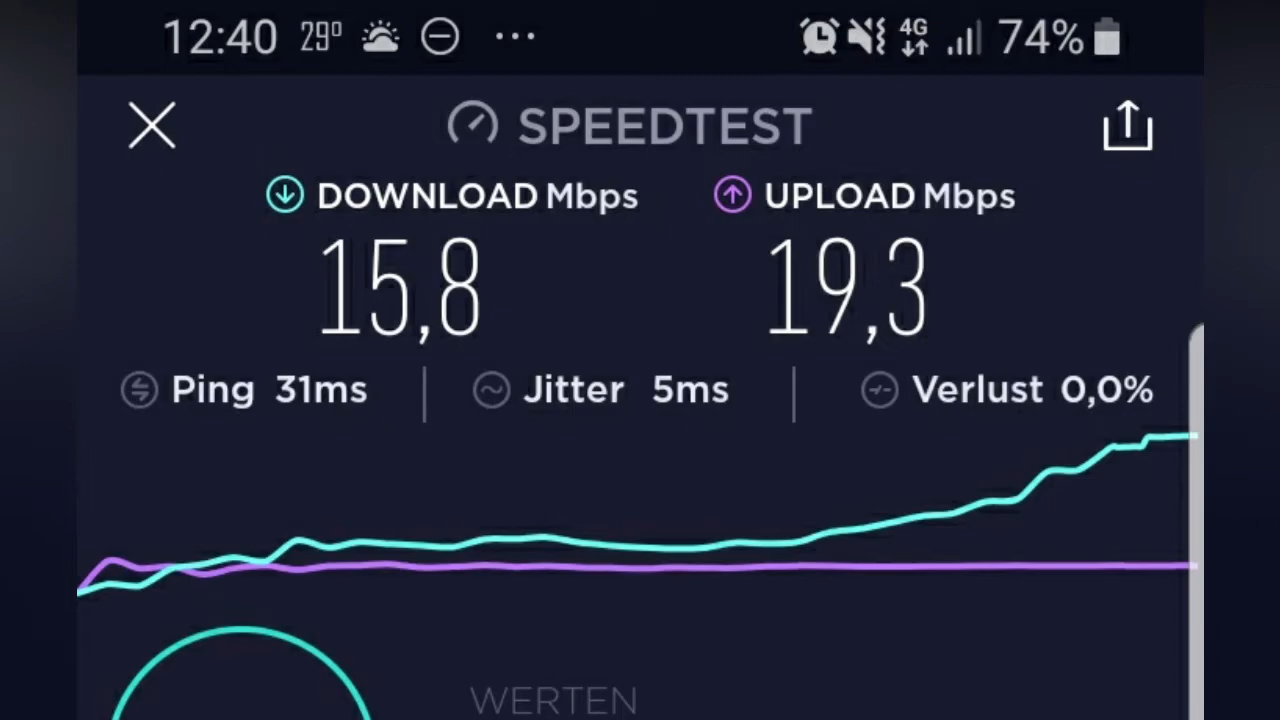 12:40 29° 4G 74%
SPEEDTEST
DOWNLOAD Mbps UPLOAD Mbps
15,8 19,3
Ping 31ms Jitter 5ms Verlust 0,0%
WERTEN